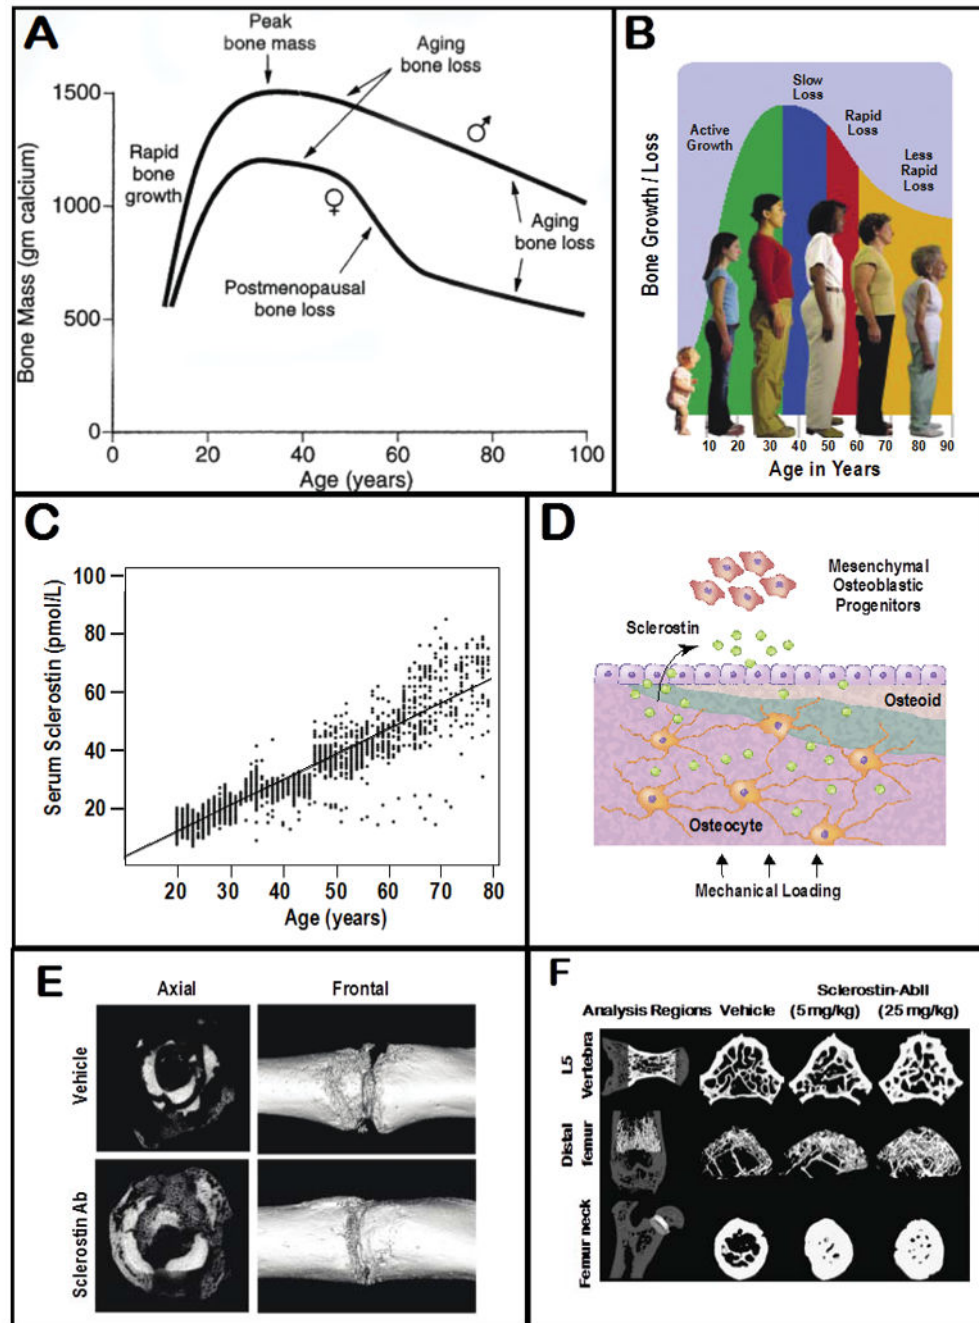 A
Peak
bone mass
Aging
bone loss
1500
Rapid
bone
growth
♂
♀
1000
Aging
bone loss
Postmenopausal
bone loss
500
0
Bone Mass (gm calcium)
0 20 40 60 80 100
Age (years)
B
Slow
Loss
Active
Growth
Rapid
Loss
Less
Rapid
Loss
Bone Growth / Loss
10 20 30 40 50 60 70 80 90
Age in Years
C
100
80
60
40
20
Serum Sclerostin (pmol/L)
20 30 40 50 60 70 80
Age (years)
D
Mesenchymal
Osteoblastic
Progenitors
Sclerostin
Osteoid
Osteocyte
Mechanical Loading
E
Axial Frontal
Vehicle
Sclerostin Ab
F
Sclerostin-AbII
Analysis Regions Vehicle (5 mg/kg) (25 mg/kg)
L5
Vertebra
Distal
femur
Femur neck